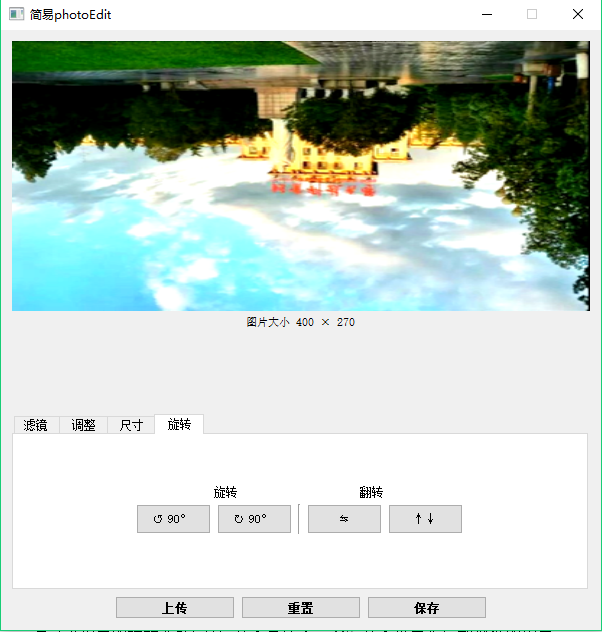 简易photoEdit
图片大小 400 × 270
滤镜 调整 尺寸 旋转
旋转 翻转
↺ 90° ↻ 90° ⇋ ↑↓
上传 重置 保存